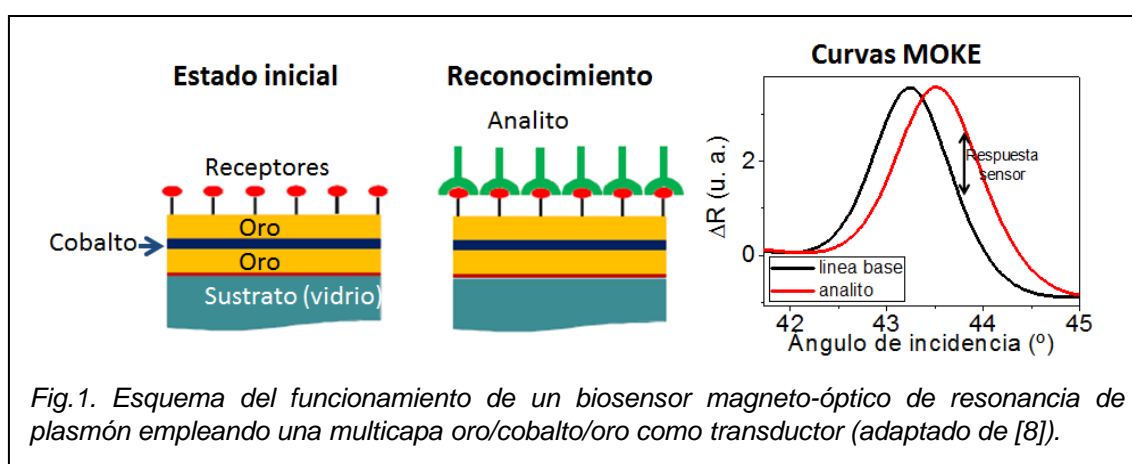 Estado inicial
Receptores
Oro
Cobalto
Oro
Sustrato (vidrio)
Reconocimiento
Analito
Curvas MOKE
ΔR (u. a.)
2
0
Respuesta
sensor
linea base
analito
42 43 44 45
Ángulo de incidencia (º)
Fig.1. Esquema del funcionamiento de un biosensor magneto-óptico de resonancia de
plasmón empleando una multicapa oro/cobalto/oro como transductor (adaptado de [8]).